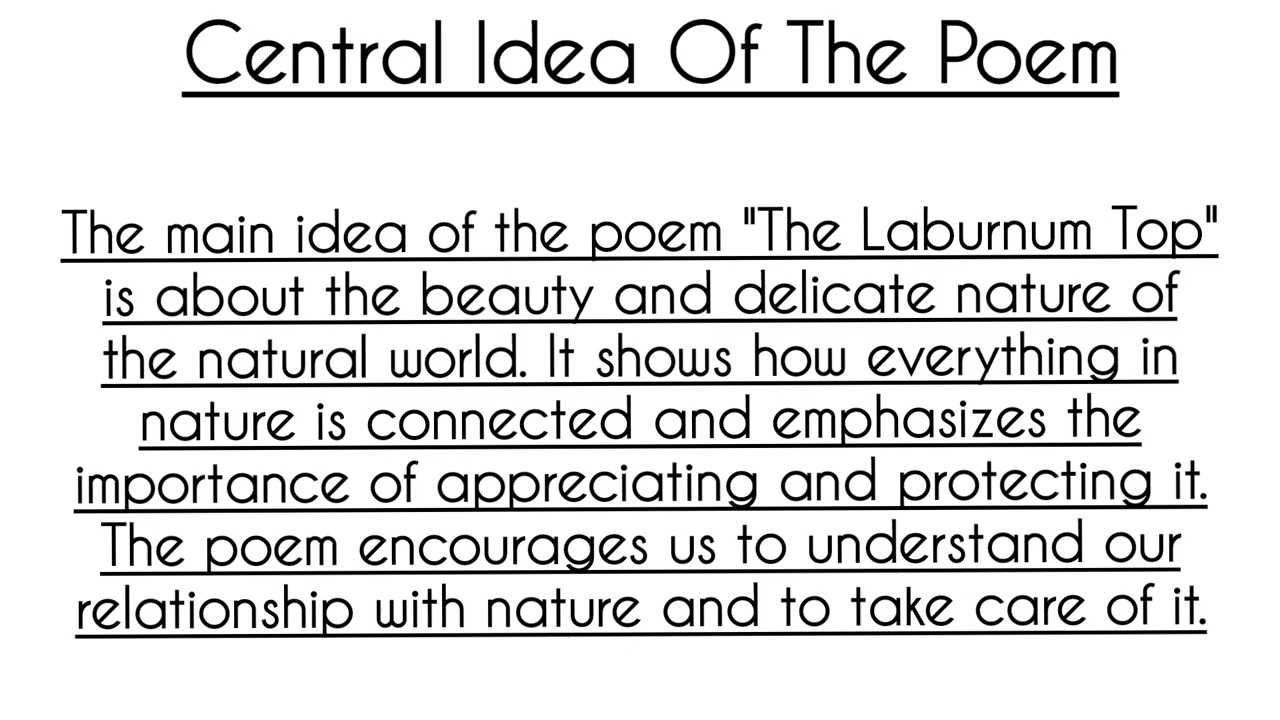 Central Idea Of The Poem
The main idea of the poem "The Laburnum Top"
is about the beauty and delicate nature of
the natural world. It shows how everything in
nature is connected and emphasizes the
importance of appreciating and protecting it.
The poem encourages us to understand our
relationship with nature and to take care of it.